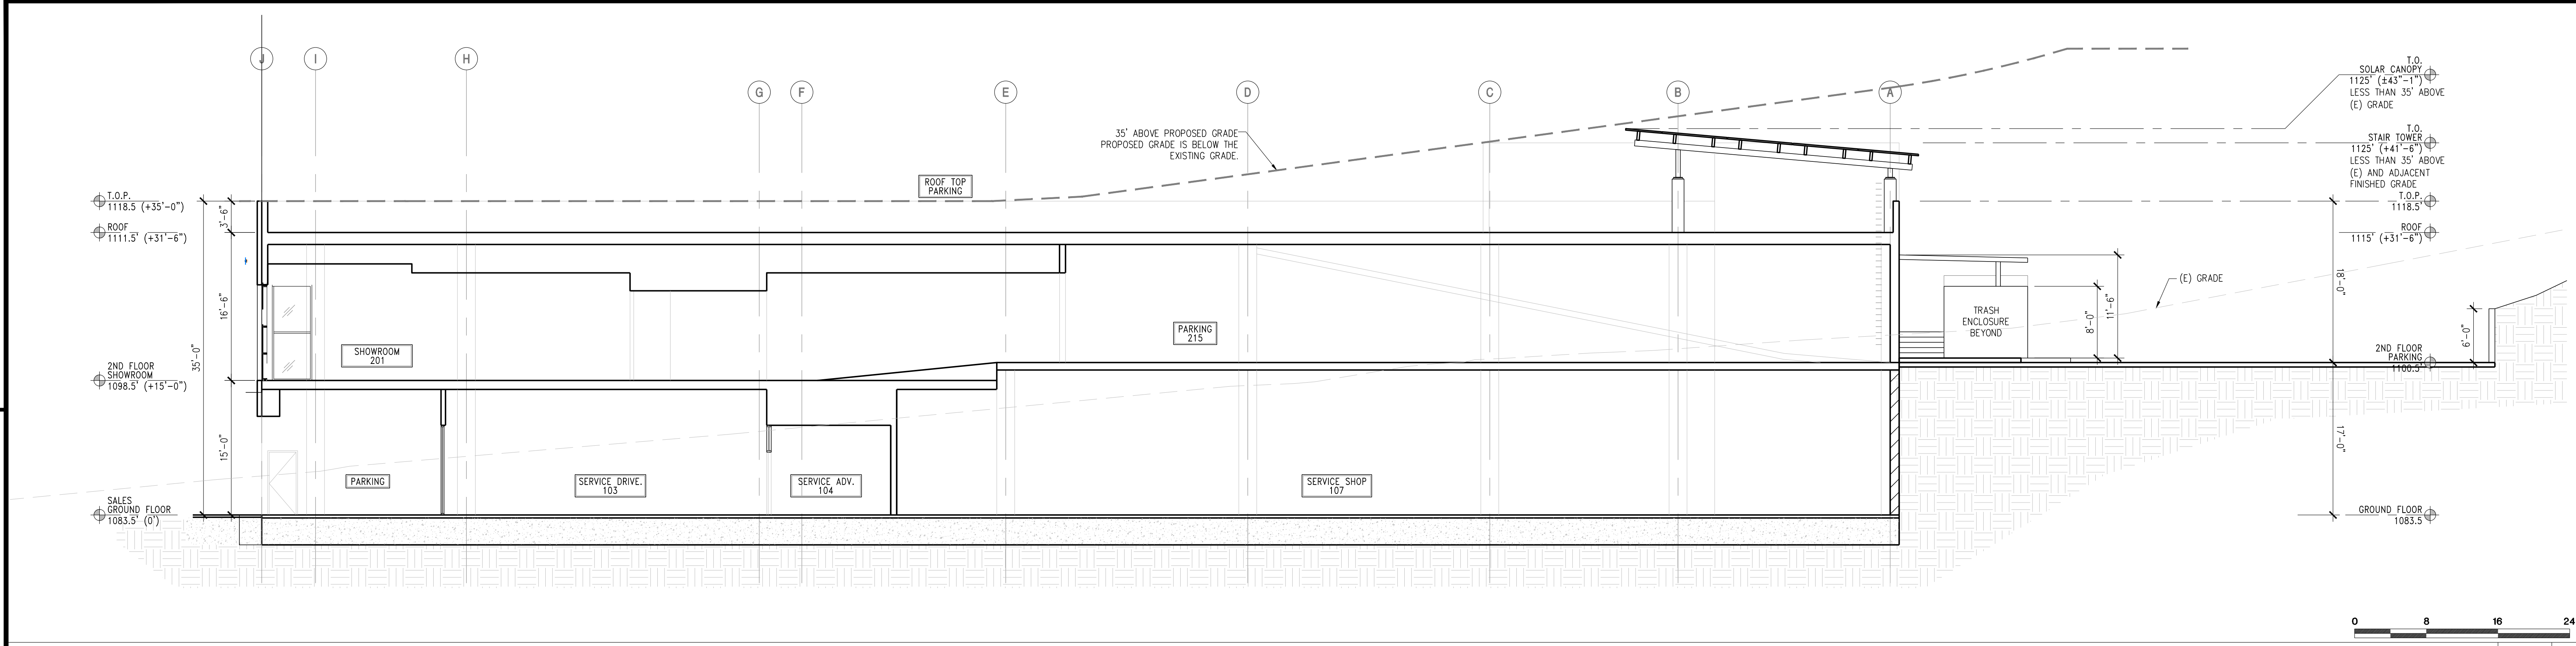 J
I
H
G
F
E
D
C
B
A
35' ABOVE PROPOSED GRADE
PROPOSED GRADE IS BELOW THE
EXISTING GRADE.
ROOF TOP
PARKING
T.O.P.
1118.5 (+35'-0")
ROOF
1111.5' (+31'-6")
2ND FLOOR
SHOWROOM
1098.5' (+15'-0")
SALES
GROUND FLOOR
1083.5' (0')
35'-0"
3'-6"
16'-6"
15'-0"
SHOWROOM
201
PARKING
215
PARKING
SERVICE DRIVE.
103
SERVICE ADV.
104
SERVICE SHOP
107
TRASH
ENCLOSURE
BEYOND
8'-0"
11'-6"
(E) GRADE
18'-0"
17'-0"
6'-0"
T.O.
SOLAR CANOPY
1125' (±43"-1")
LESS THAN 35' ABOVE
(E) GRADE
T.O.
STAIR TOWER
1125' (+41'-6")
LESS THAN 35' ABOVE
(E) AND ADJACENT
FINISHED GRADE
T.O.P.
1118.5'
ROOF
1115' (+31'-6")
2ND FLOOR
PARKING
1100.5'
GROUND FLOOR
1083.5
0 8 16 24